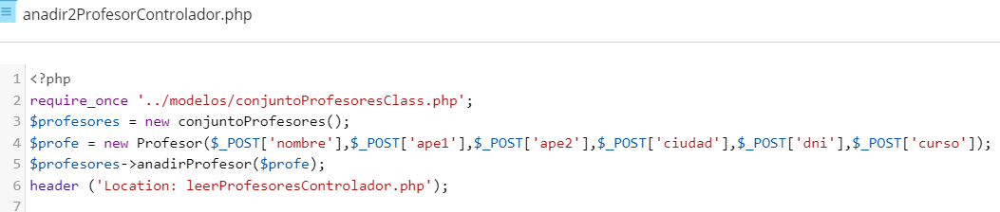 anadir2ProfesorControlador.php
1 <?php
2 require_once '../modelos/conjuntoProfesoresClass.php';
3 $profesores = new conjuntoProfesores();
4 $profe = new Profesor($_POST['nombre'],$_POST['ape1'],$_POST['ape2'],$_POST['ciudad'],$_POST['dni'],$_POST['curso']);
5 $profesores->anadirProfesor($profe);
6 header ('Location: leerProfesoresControlador.php');
7